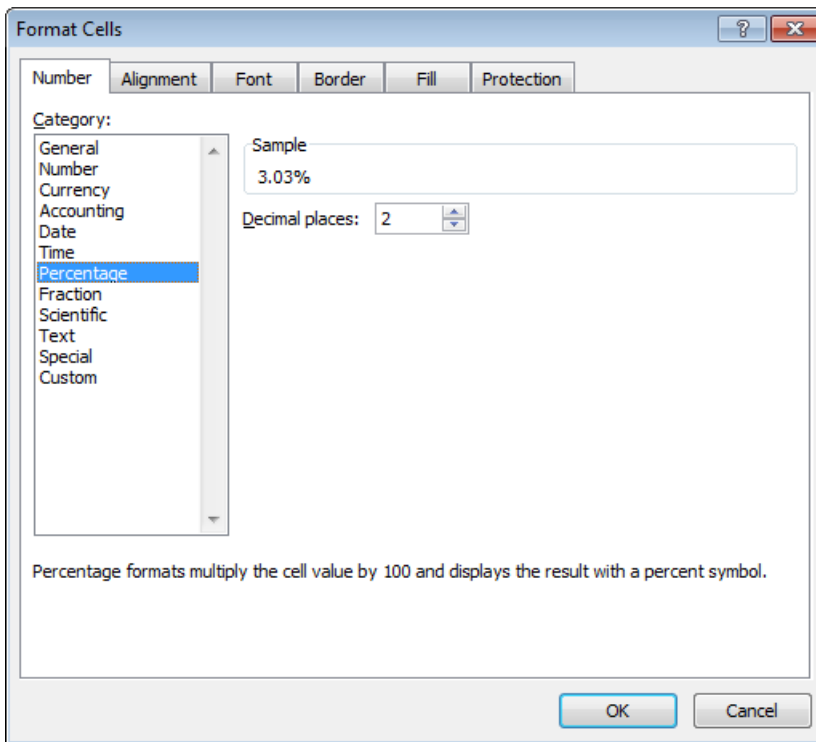 Format Cells
Number Alignment Font Border Fill Protection
Category:
General
Number
Currency
Accounting
Date
Time
Percentage
Fraction
Scientific
Text
Special
Custom
Sample
3.03%
Decimal places: 2
Percentage formats multiply the cell value by 100 and displays the result with a percent symbol.
OK Cancel